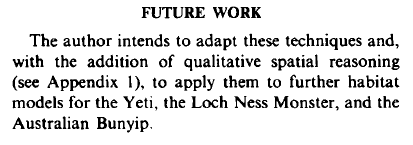 FUTURE WORK
The author intends to adapt these techniques and,
with the addition of qualitative spatial reasoning
(see Appendix 1), to apply them to further habitat
models for the Yeti, the Loch Ness Monster, and the
Australian Bunyip.